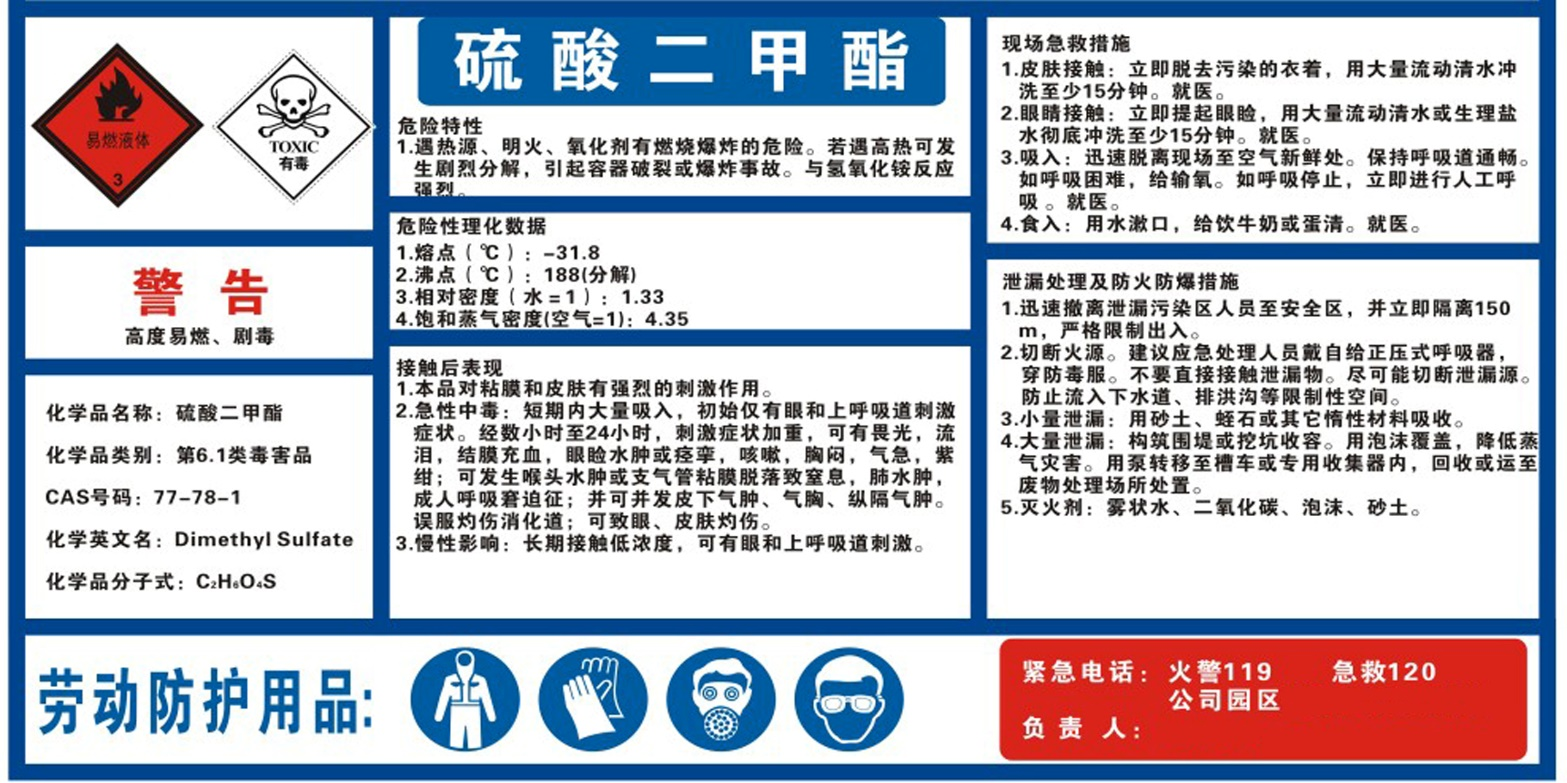 易燃液体
3
TOXIC
有毒
警 告
高度易燃、剧毒
化学品名称：硫酸二甲酯
化学品类别：第6.1类毒害品
CAS号码：77-78-1
化学英文名：Dimethyl Sulfate
化学品分子式：C₂H₆O₄S
硫酸二甲酯
危险特性
1.遇热源、明火、氧化剂有燃烧爆炸的危险。若遇高热可发
生剧烈分解，引起容器破裂或爆炸事故。与氢氧化铵反应
强烈。
危险性理化数据
1.熔点（℃）：-31.8
2.沸点（℃）：188(分解)
3.相对密度（水=1）：1.33
4.饱和蒸气密度(空气=1)：4.35
接触后表现
1.本品对粘膜和皮肤有强烈的刺激作用。
2.急性中毒：短期内大量吸入，初始仅有眼和上呼吸道刺激
症状。经数小时至24小时，刺激症状加重，可有畏光，流
泪，结膜充血，眼睑水肿或痉挛，咳嗽，胸闷，气急，紫
绀；可发生喉头水肿或支气管粘膜脱落致窒息，肺水肿，
成人呼吸窘迫征；并可并发皮下气肿、气胸、纵隔气肿。
误服灼伤消化道；可致眼、皮肤灼伤。
3.慢性影响：长期接触低浓度，可有眼和上呼吸道刺激。
现场急救措施
1.皮肤接触：立即脱去污染的衣着，用大量流动清水冲
洗至少15分钟。就医。
2.眼睛接触：立即提起眼睑，用大量流动清水或生理盐
水彻底冲洗至少15分钟。就医。
3.吸入：迅速脱离现场至空气新鲜处。保持呼吸道通畅。
如呼吸困难，给输氧。如呼吸停止，立即进行人工呼
吸 。就医。
4.食入：用水漱口，给饮牛奶或蛋清。就医。
泄漏处理及防火防爆措施
1.迅速撤离泄漏污染区人员至安全区，并立即隔离150
m，严格限制出入。
2.切断火源。建议应急处理人员戴自给正压式呼吸器，
穿防毒服。不要直接接触泄漏物。尽可能切断泄漏源。
防止流入下水道、排洪沟等限制性空间。
3.小量泄漏：用砂土、蛭石或其它惰性材料吸收。
4.大量泄漏：构筑围堤或挖坑收容。用泡沫覆盖，降低蒸
气灾害。用泵转移至槽车或专用收集器内，回收或运至
废物处理场所处置。
5.灭火剂：雾状水、二氧化碳、泡沫、砂土。
劳动防护用品:
紧急电话：火警119 急救120
公司园区
负 责 人：